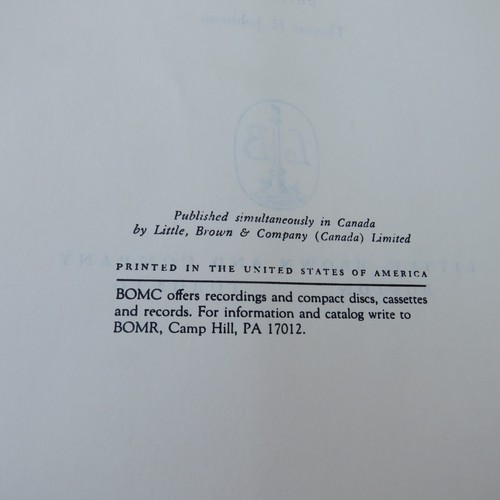 Published simultaneously in Canada
by Little, Brown & Company (Canada) Limited
PRINTED IN THE UNITED STATES OF AMERICA
BOMC offers recordings and compact discs, cassettes
and records. For information and catalog write to
BOMR, Camp Hill, PA 17012.